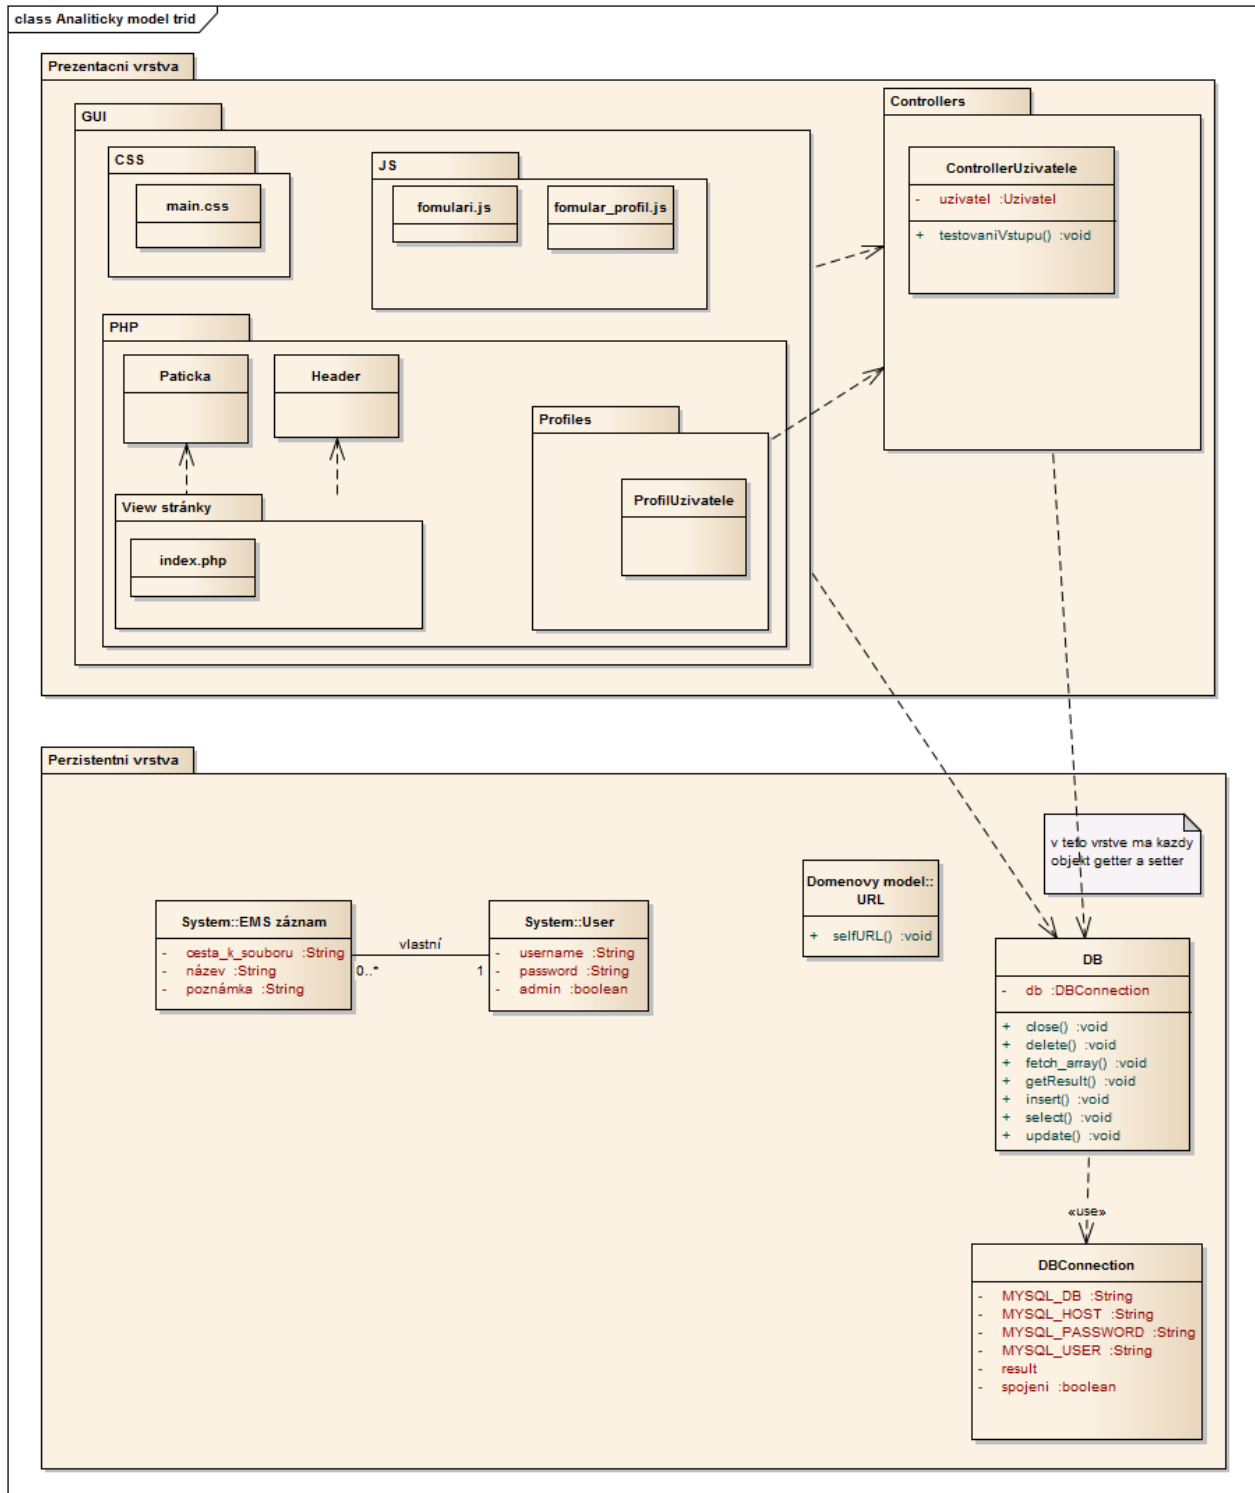 class Analiticky model trid
Prezentacni vrstva
GUI
CSS
main.css
JS
fomulari.js
fomular_profil.js
PHP
Paticka
Header
View stránky
index.php
Profiles
ProfilUzivatele
Controllers
ControllerUzivatele
- uzivatel :Uzivatel
+ testovaniVstupu() :void
Perzistentni vrstva
System::EMS záznam
- cesta_k_souboru :String
- název :String
- poznámka :String
vlastní
0..*
1
System::User
- username :String
- password :String
- admin :boolean
Domenovy model::
URL
+ selfURL() :void
v teto vrstve ma kazdy
objekt getter a setter
DB
- db :DBConnection
+ close() :void
+ delete() :void
+ fetch_array() :void
+ getResult() :void
+ insert() :void
+ select() :void
+ update() :void
«use»
DBConnection
- MYSQL_DB :String
- MYSQL_HOST :String
- MYSQL_PASSWORD :String
- MYSQL_USER :String
- result
- spojeni :boolean